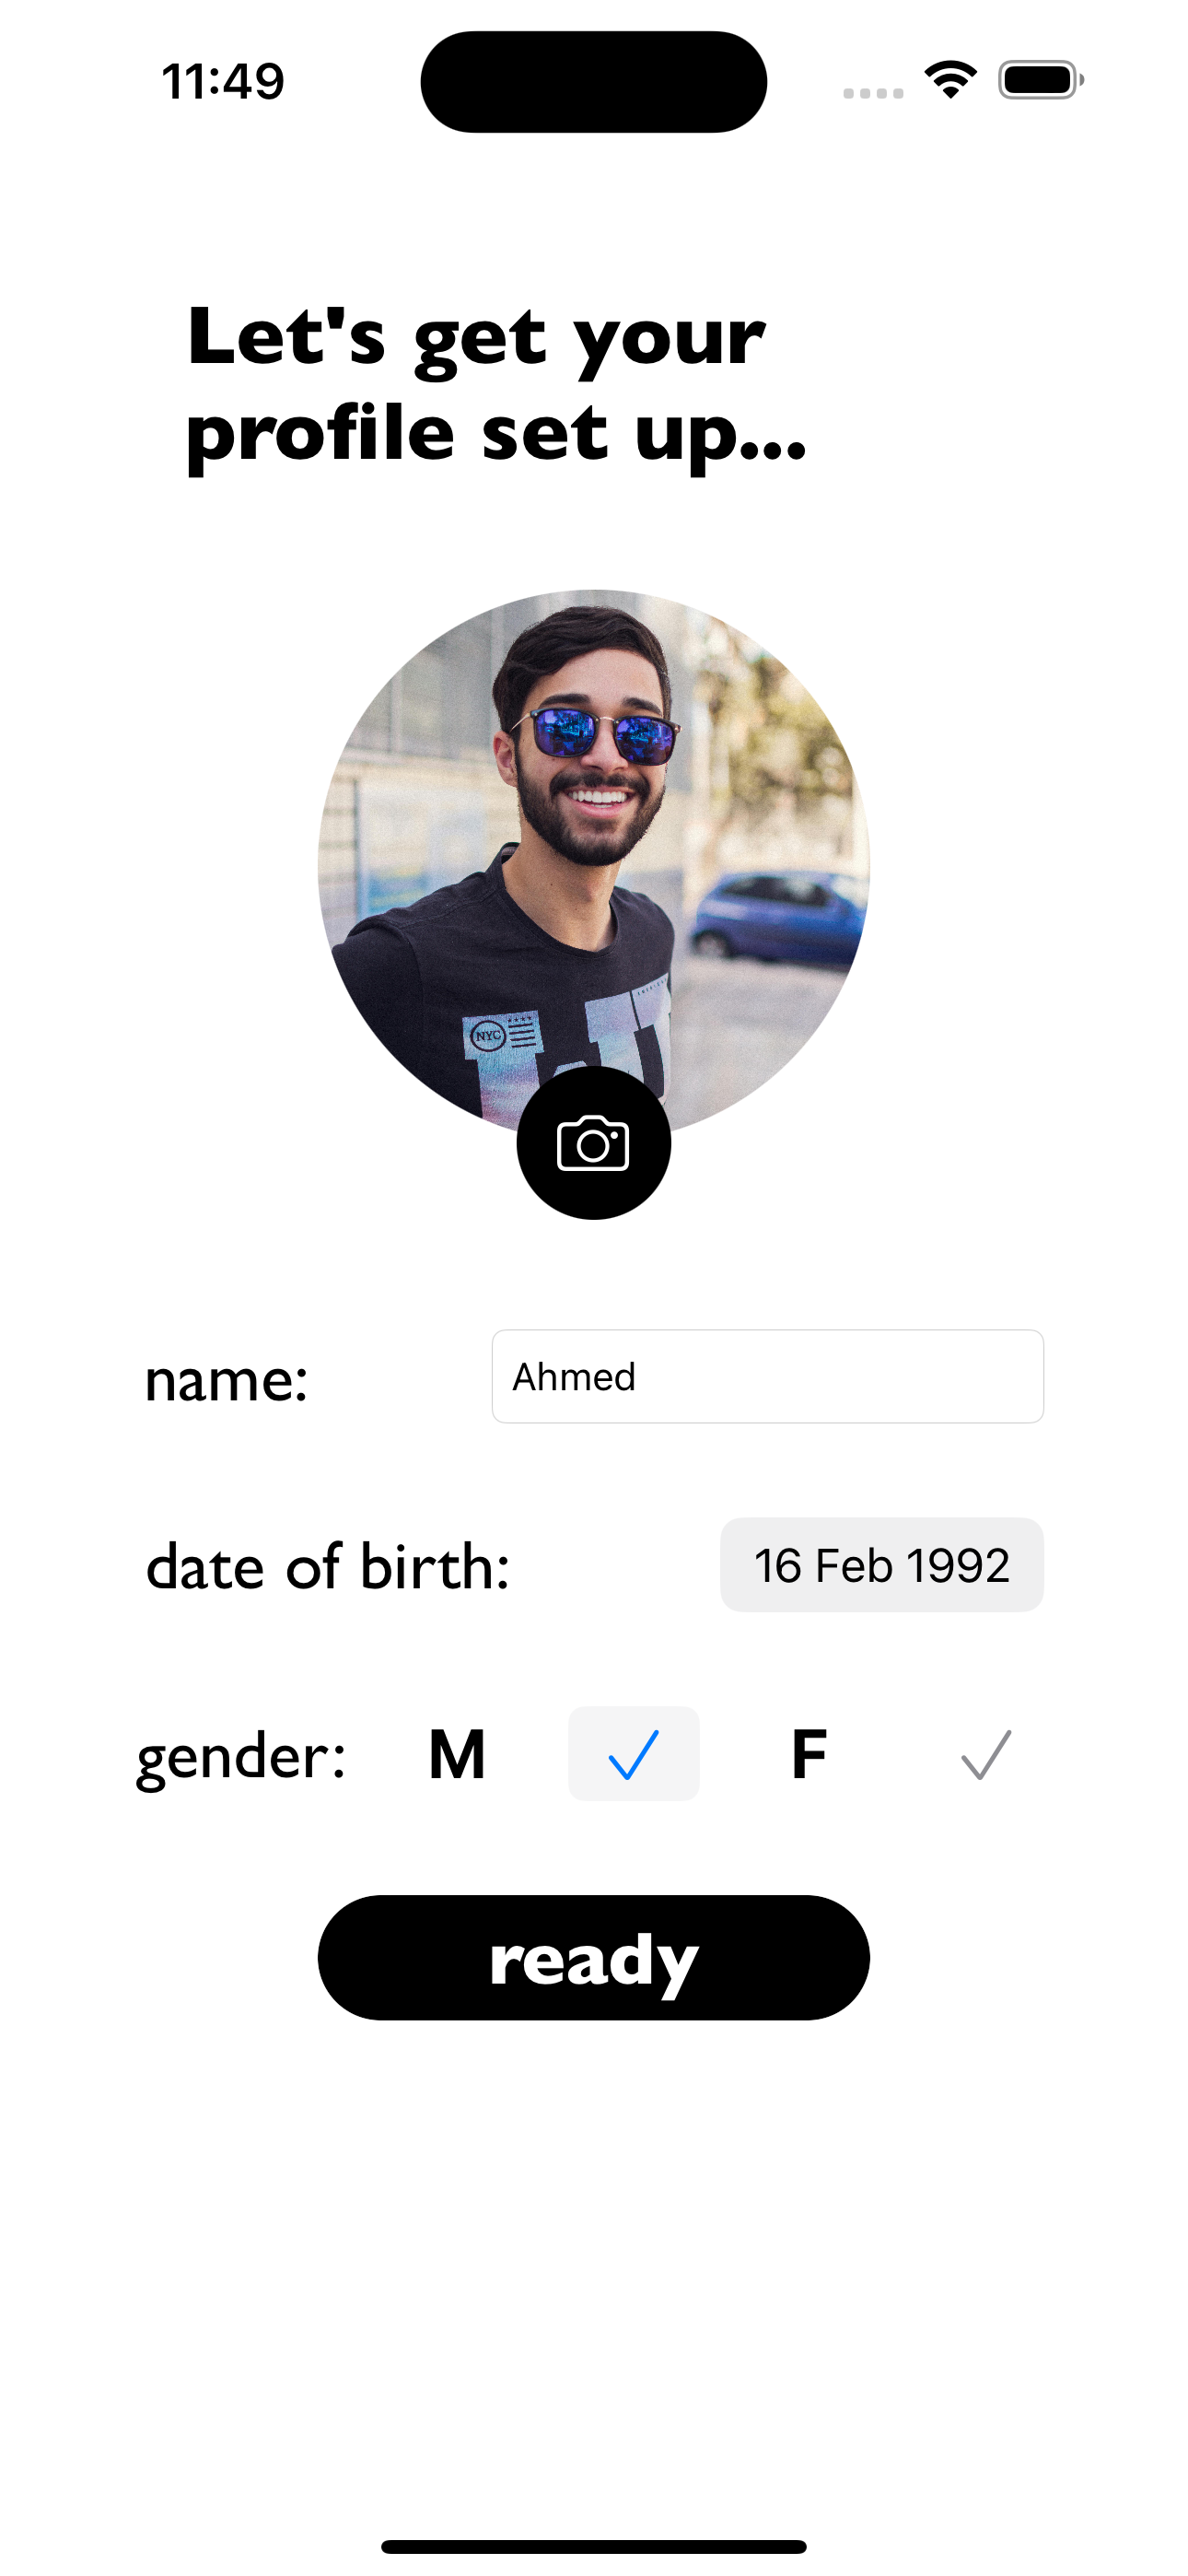 11:49
Let's get your
profile set up...
NYC
name: Ahmed
date of birth: 16 Feb 1992
gender: M F
ready